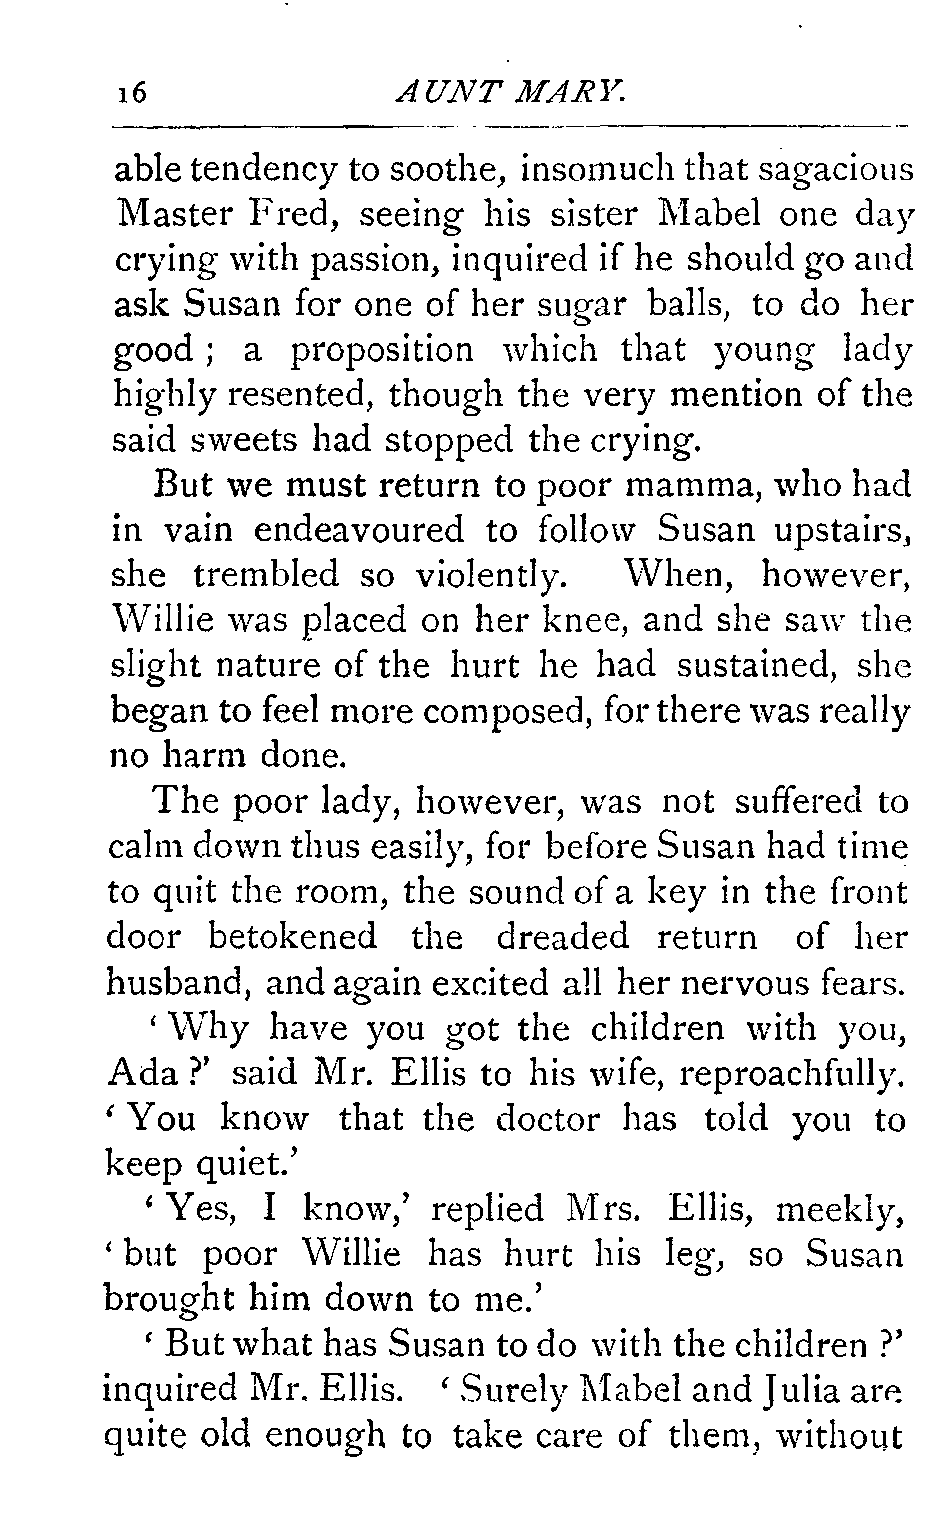 16 AUNT MARY.
able tendency to soothe, insomuch that sagacious
Master Fred, seeing his sister Mabel one day
crying with passion, inquired if he should go and
ask Susan for one of her sugar balls, to do her
good ; a proposition which that young lady
highly resented, though the very mention of the
said sweets had stopped the crying.
But we must return to poor mamma, who had
in vain endeavoured to follow Susan upstairs,
she trembled so violently. When, however,
Willie was placed on her knee, and she saw the
slight nature of the hurt he had sustained, she
began to feel more composed, for there was really
no harm done.
The poor lady, however, was not suffered to
calm down thus easily, for before Susan had time
to quit the room, the sound of a key in the front
door betokened the dreaded return of her
husband, and again excited all her nervous fears.
‘ Why have you got the children with you,
Ada ?’ said Mr. Ellis to his wife, reproachfully.
‘ You know that the doctor has told you to
keep quiet.’
‘ Yes, I know,’ replied Mrs. Ellis, meekly,
‘ but poor Willie has hurt his leg, so Susan
brought him down to me.’
‘ But what has Susan to do with the children ?’
inquired Mr. Ellis. ‘ Surely Mabel and Julia are
quite old enough to take care of them, without